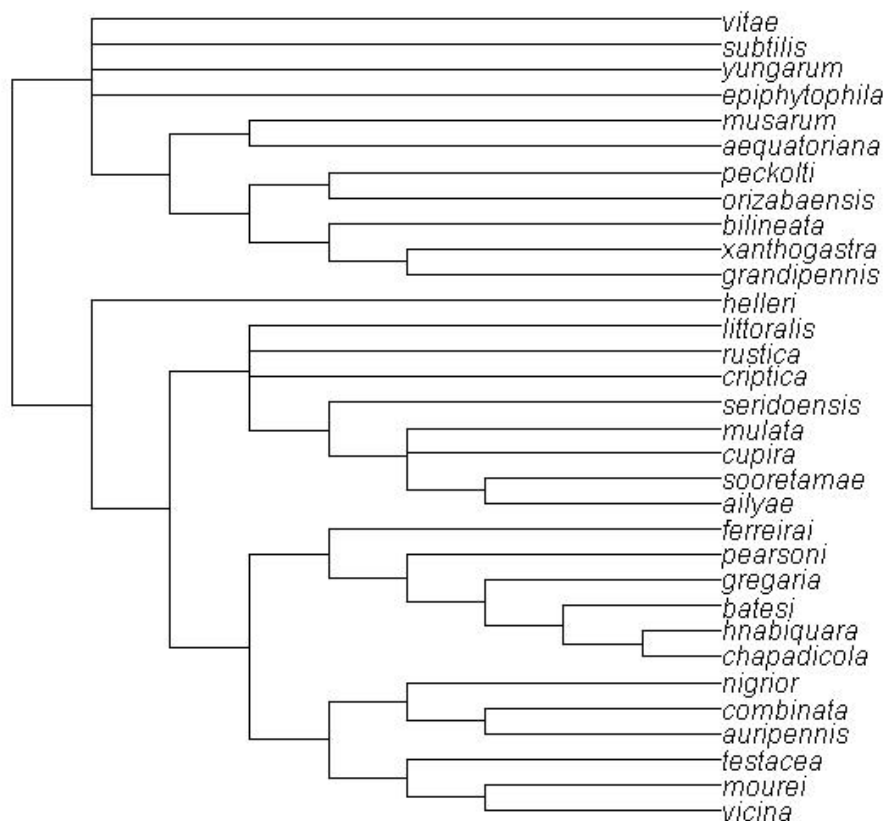 vitae
subtilis
yungarum
epiphytophila
musarum
aequatoriana
peckolti
orizabaensis
bilineata
xanthogastra
grandipennis
helleri
littoralis
rustica
criptica
seridoensis
mulata
cupira
sooretamae
ailyae
ferreirai
pearsoni
gregaria
batesi
hnabiquara
chapadicola
nigrior
combinata
auripennis
testacea
mourei
vicina